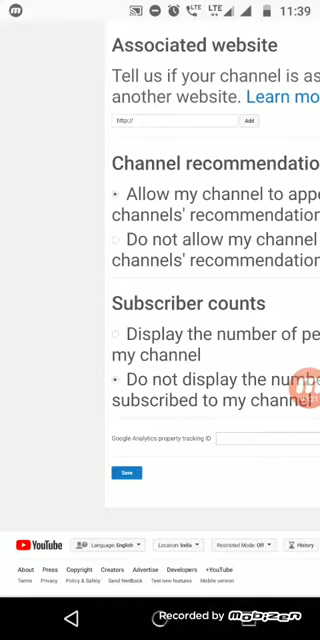 LTE LTE 11:39
Associated website
Tell us if your channel is as
another website. Learn mo
http:// Add
Channel recommendatio
Allow my channel to appe
channels' recommendation
Do not allow my channel
channels' recommendation
Subscriber counts
Display the number of pe
my channel
Do not display the numbe
subscribed to my channel
Google Analytics property tracking ID
Save
YouTube Language: English Location: India Restricted Mode: Off History
About Press Copyright Creators Advertise Developers +YouTube
Terms Privacy Policy & Safety Send feedback Test new features Mobile version
Recorded by mobizen